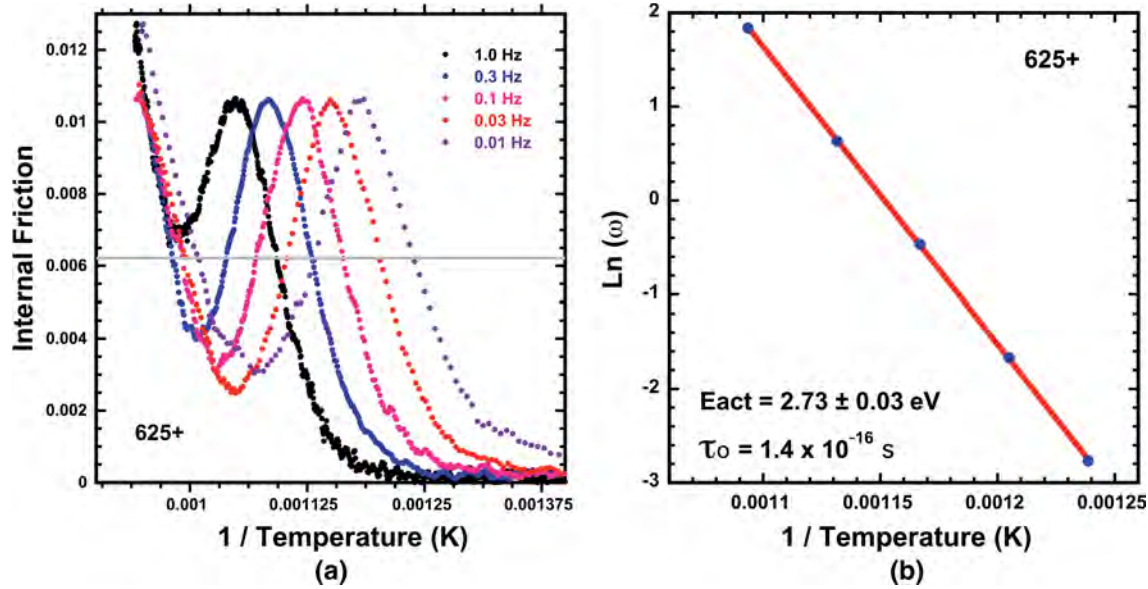 0.012
0.01
0.008
0.006
0.004
0.002
0
Internal Friction
1.0 Hz
0.3 Hz
0.1 Hz
0.03 Hz
0.01 Hz
625+
0.001
0.001125
0.00125
0.001375
1 / Temperature (K)
(a)
2
1
0
-1
-2
-3
Ln (ω)
625+
Eact = 2.73 ± 0.03 eV
τo = 1.4 x 10⁻¹⁶ s
0.0011
0.00115
0.0012
0.00125
1 / Temperature (K)
(b)